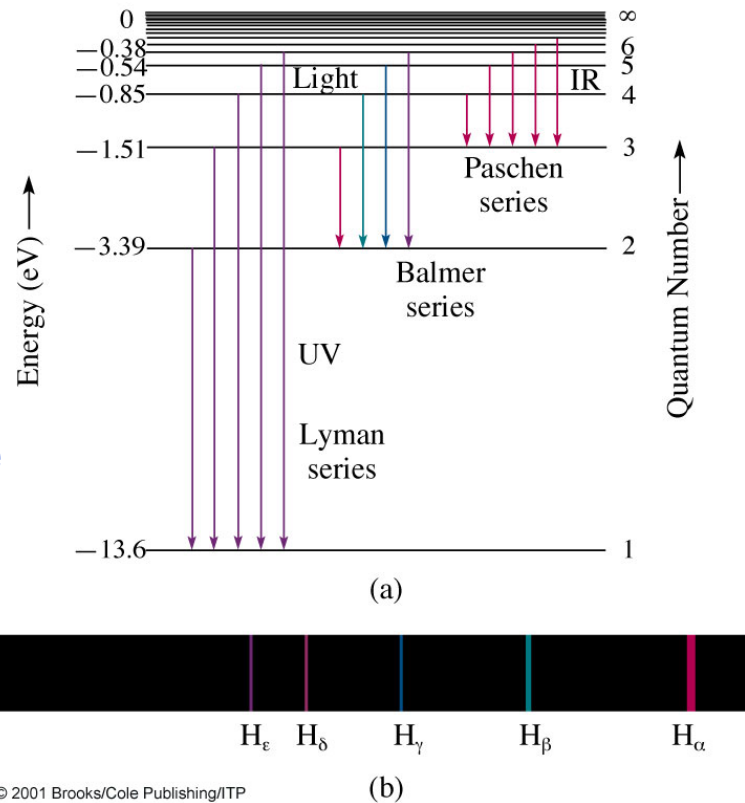 0
∞
—0.38
6
—0.54
Light
5
—0.85
IR
4
—1.51
3
Paschen
series
—3.39
2
Balmer
series
Energy (eV)
Quantum Number
UV
Lyman
series
—13.6
1
(a)
Hε Hδ Hγ Hβ Hα
(b)
© 2001 Brooks/Cole Publishing/ITP